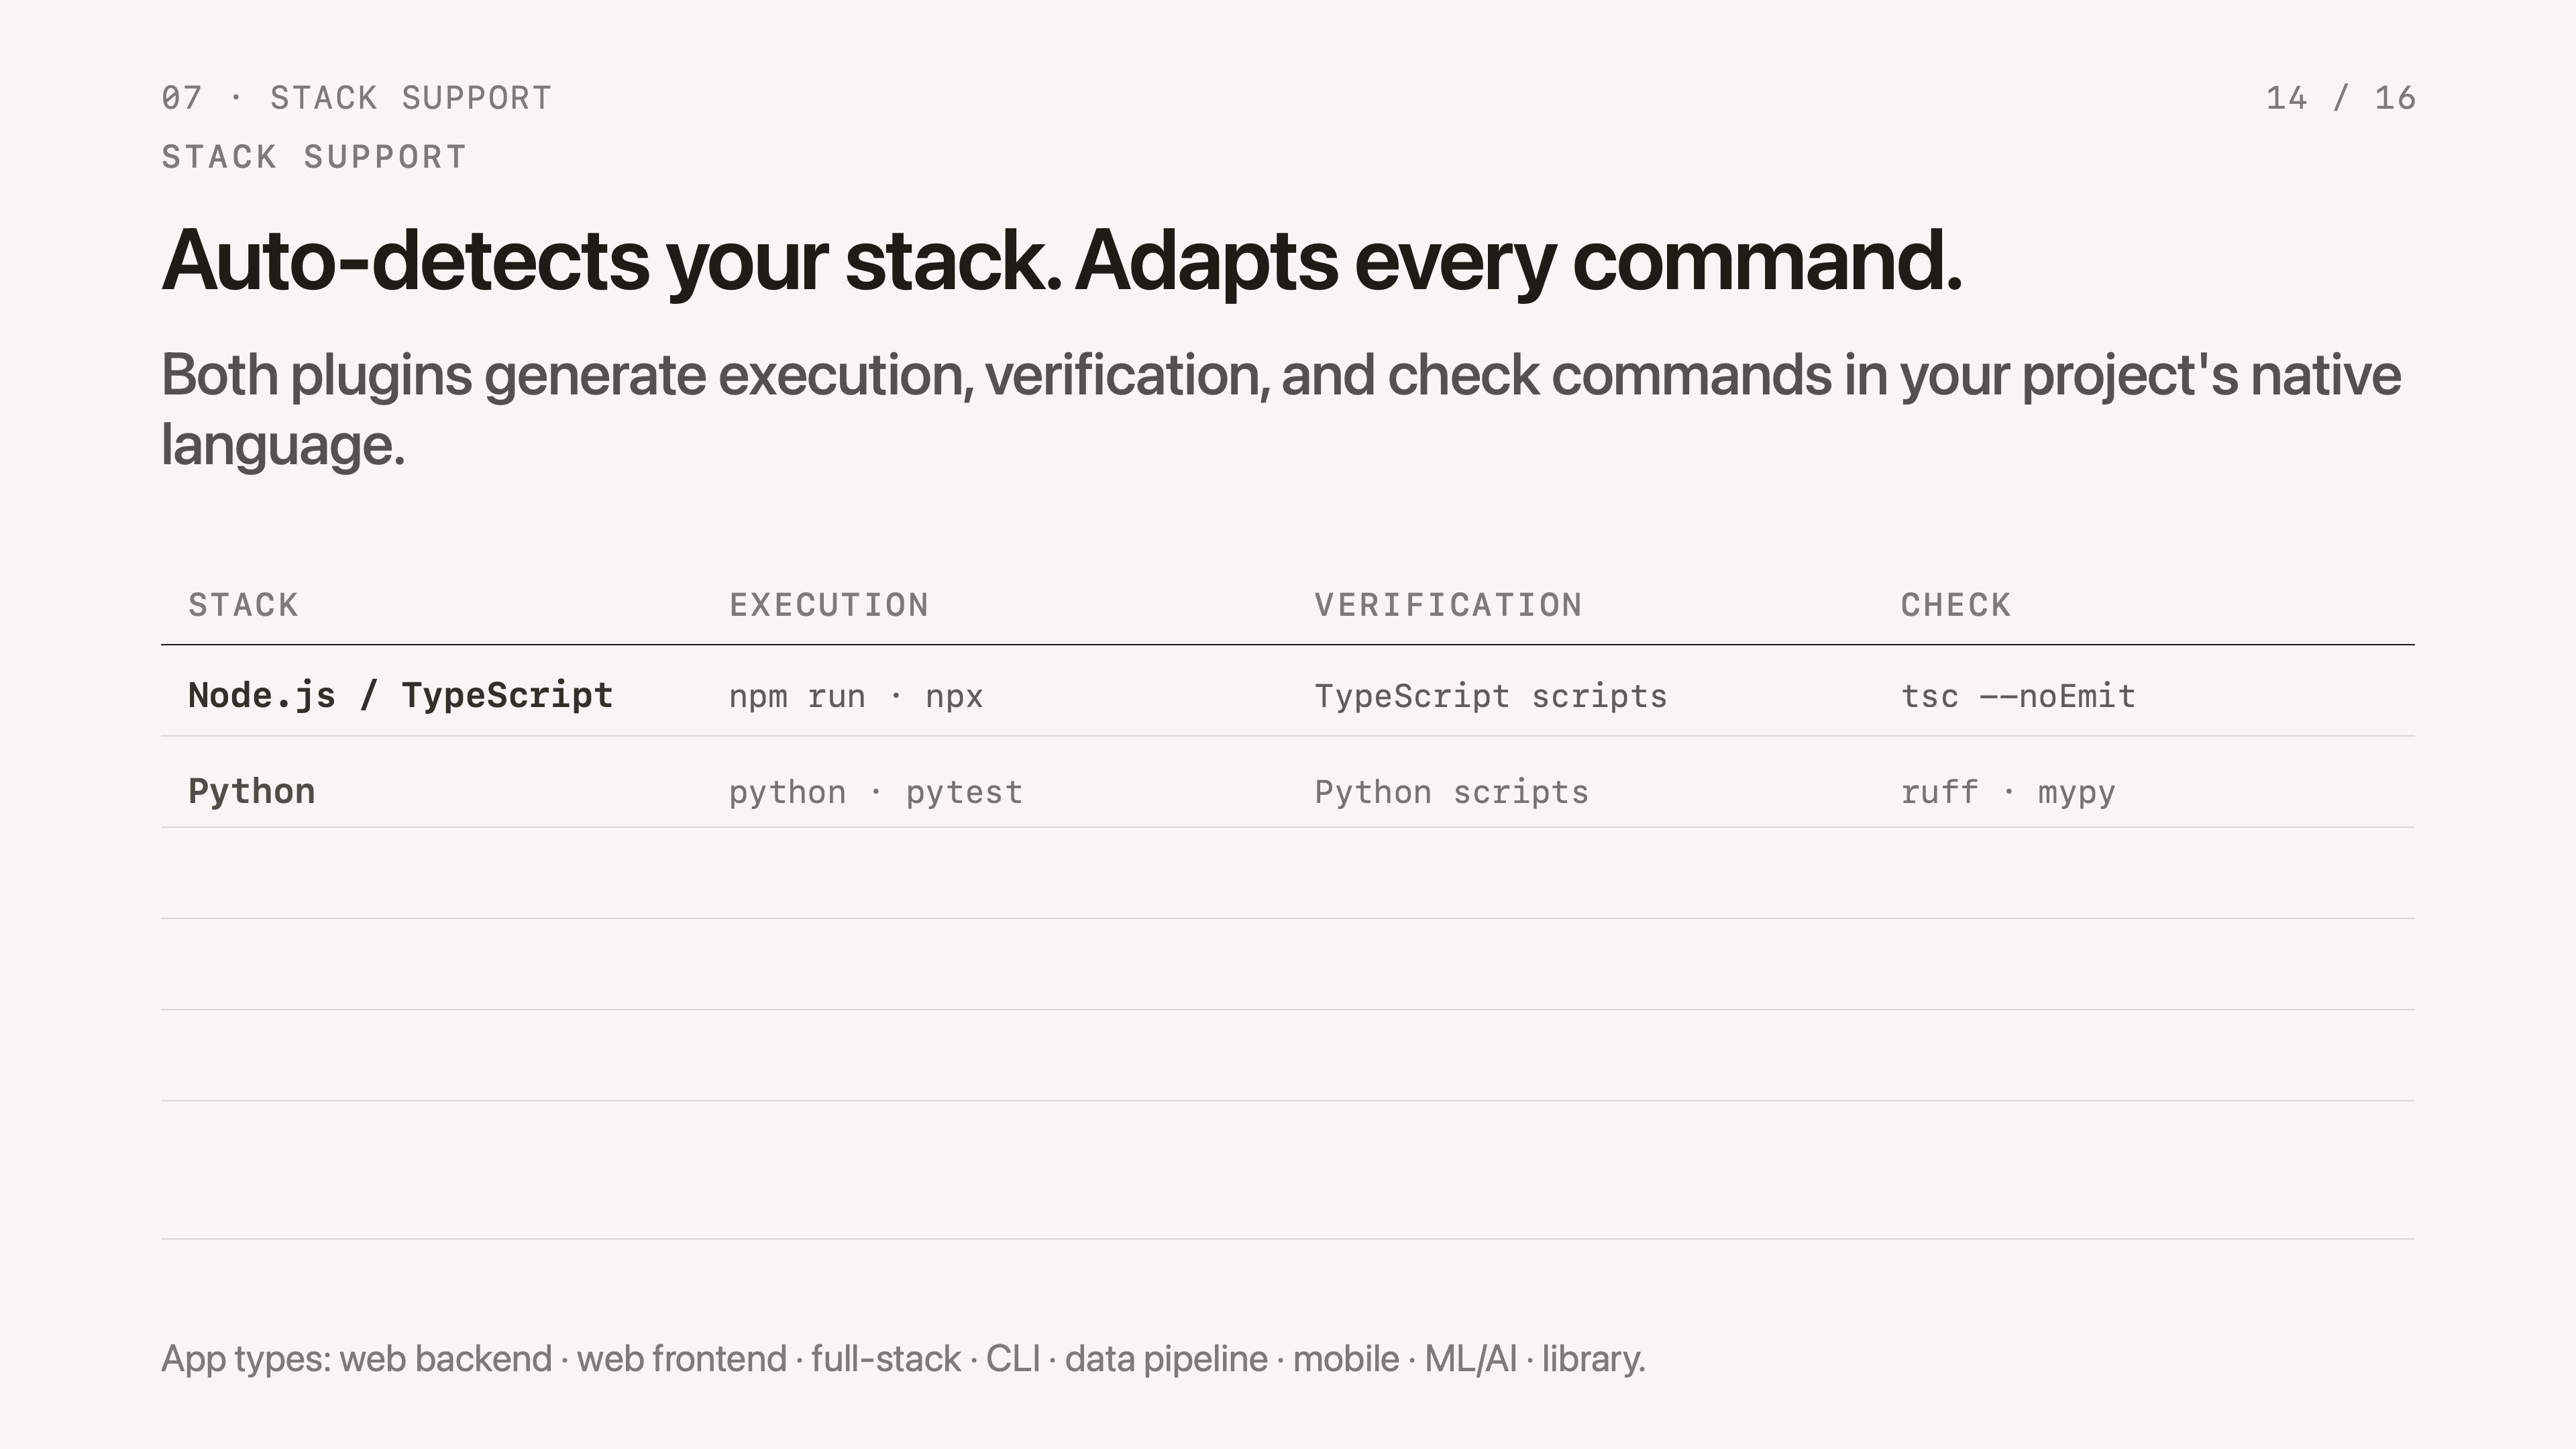 07 · STACK SUPPORT
14 / 16
STACK SUPPORT
Auto-detects your stack. Adapts every command.
Both plugins generate execution, verification, and check commands in your project's native
language.
STACK EXECUTION VERIFICATION CHECK
Node.js / TypeScript npm run · npx TypeScript scripts tsc --noEmit
Python python · pytest Python scripts ruff · mypy
App types: web backend · web frontend · full-stack · CLI · data pipeline · mobile · ML/AI · library.